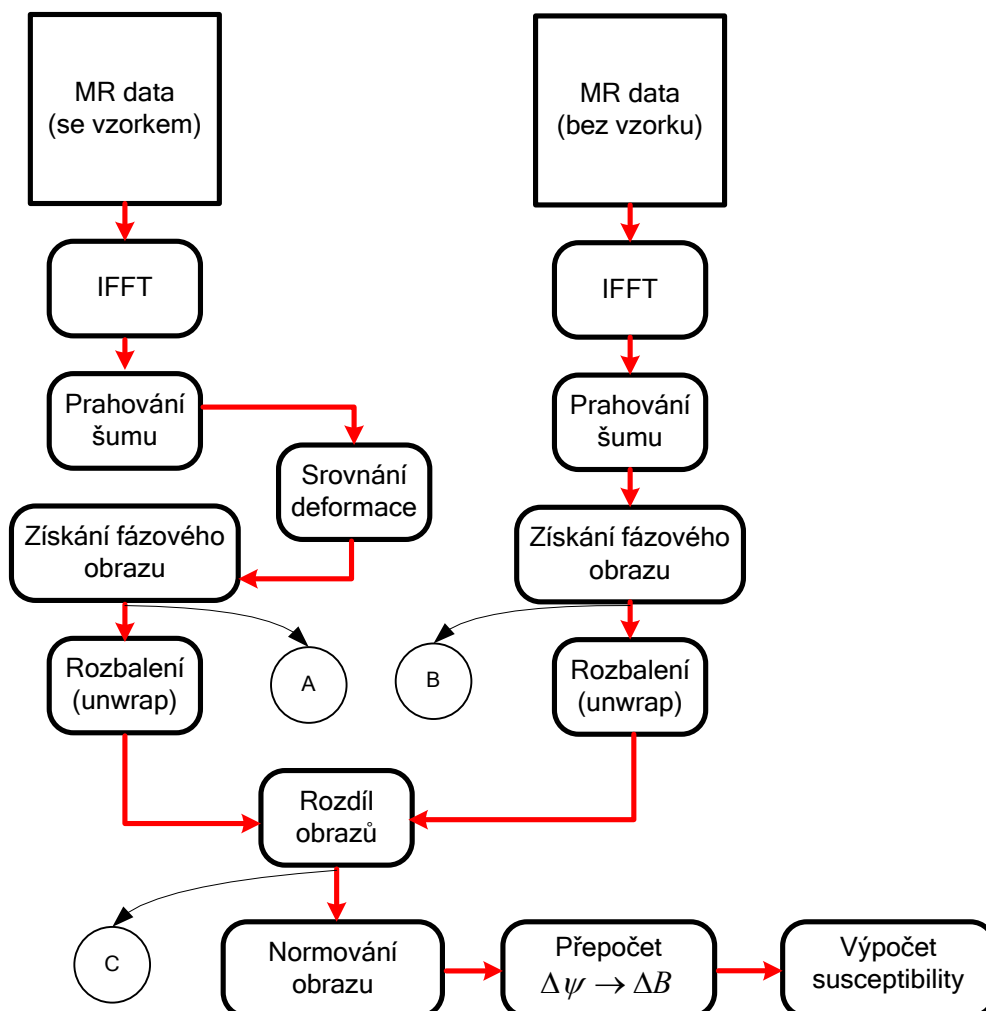 MR data
(se vzorkem)
MR data
(bez vzorku)
IFFT
IFFT
Prahování
šumu
Prahování
šumu
Srovnání
deformace
Získání fázového
obrazu
Získání fázového
obrazu
Rozbalení
(unwrap)
A
B
Rozbalení
(unwrap)
Rozdíl
obrazů
C
Normování
obrazu
Přepočet
Δψ → ΔB
Výpočet
susceptibility